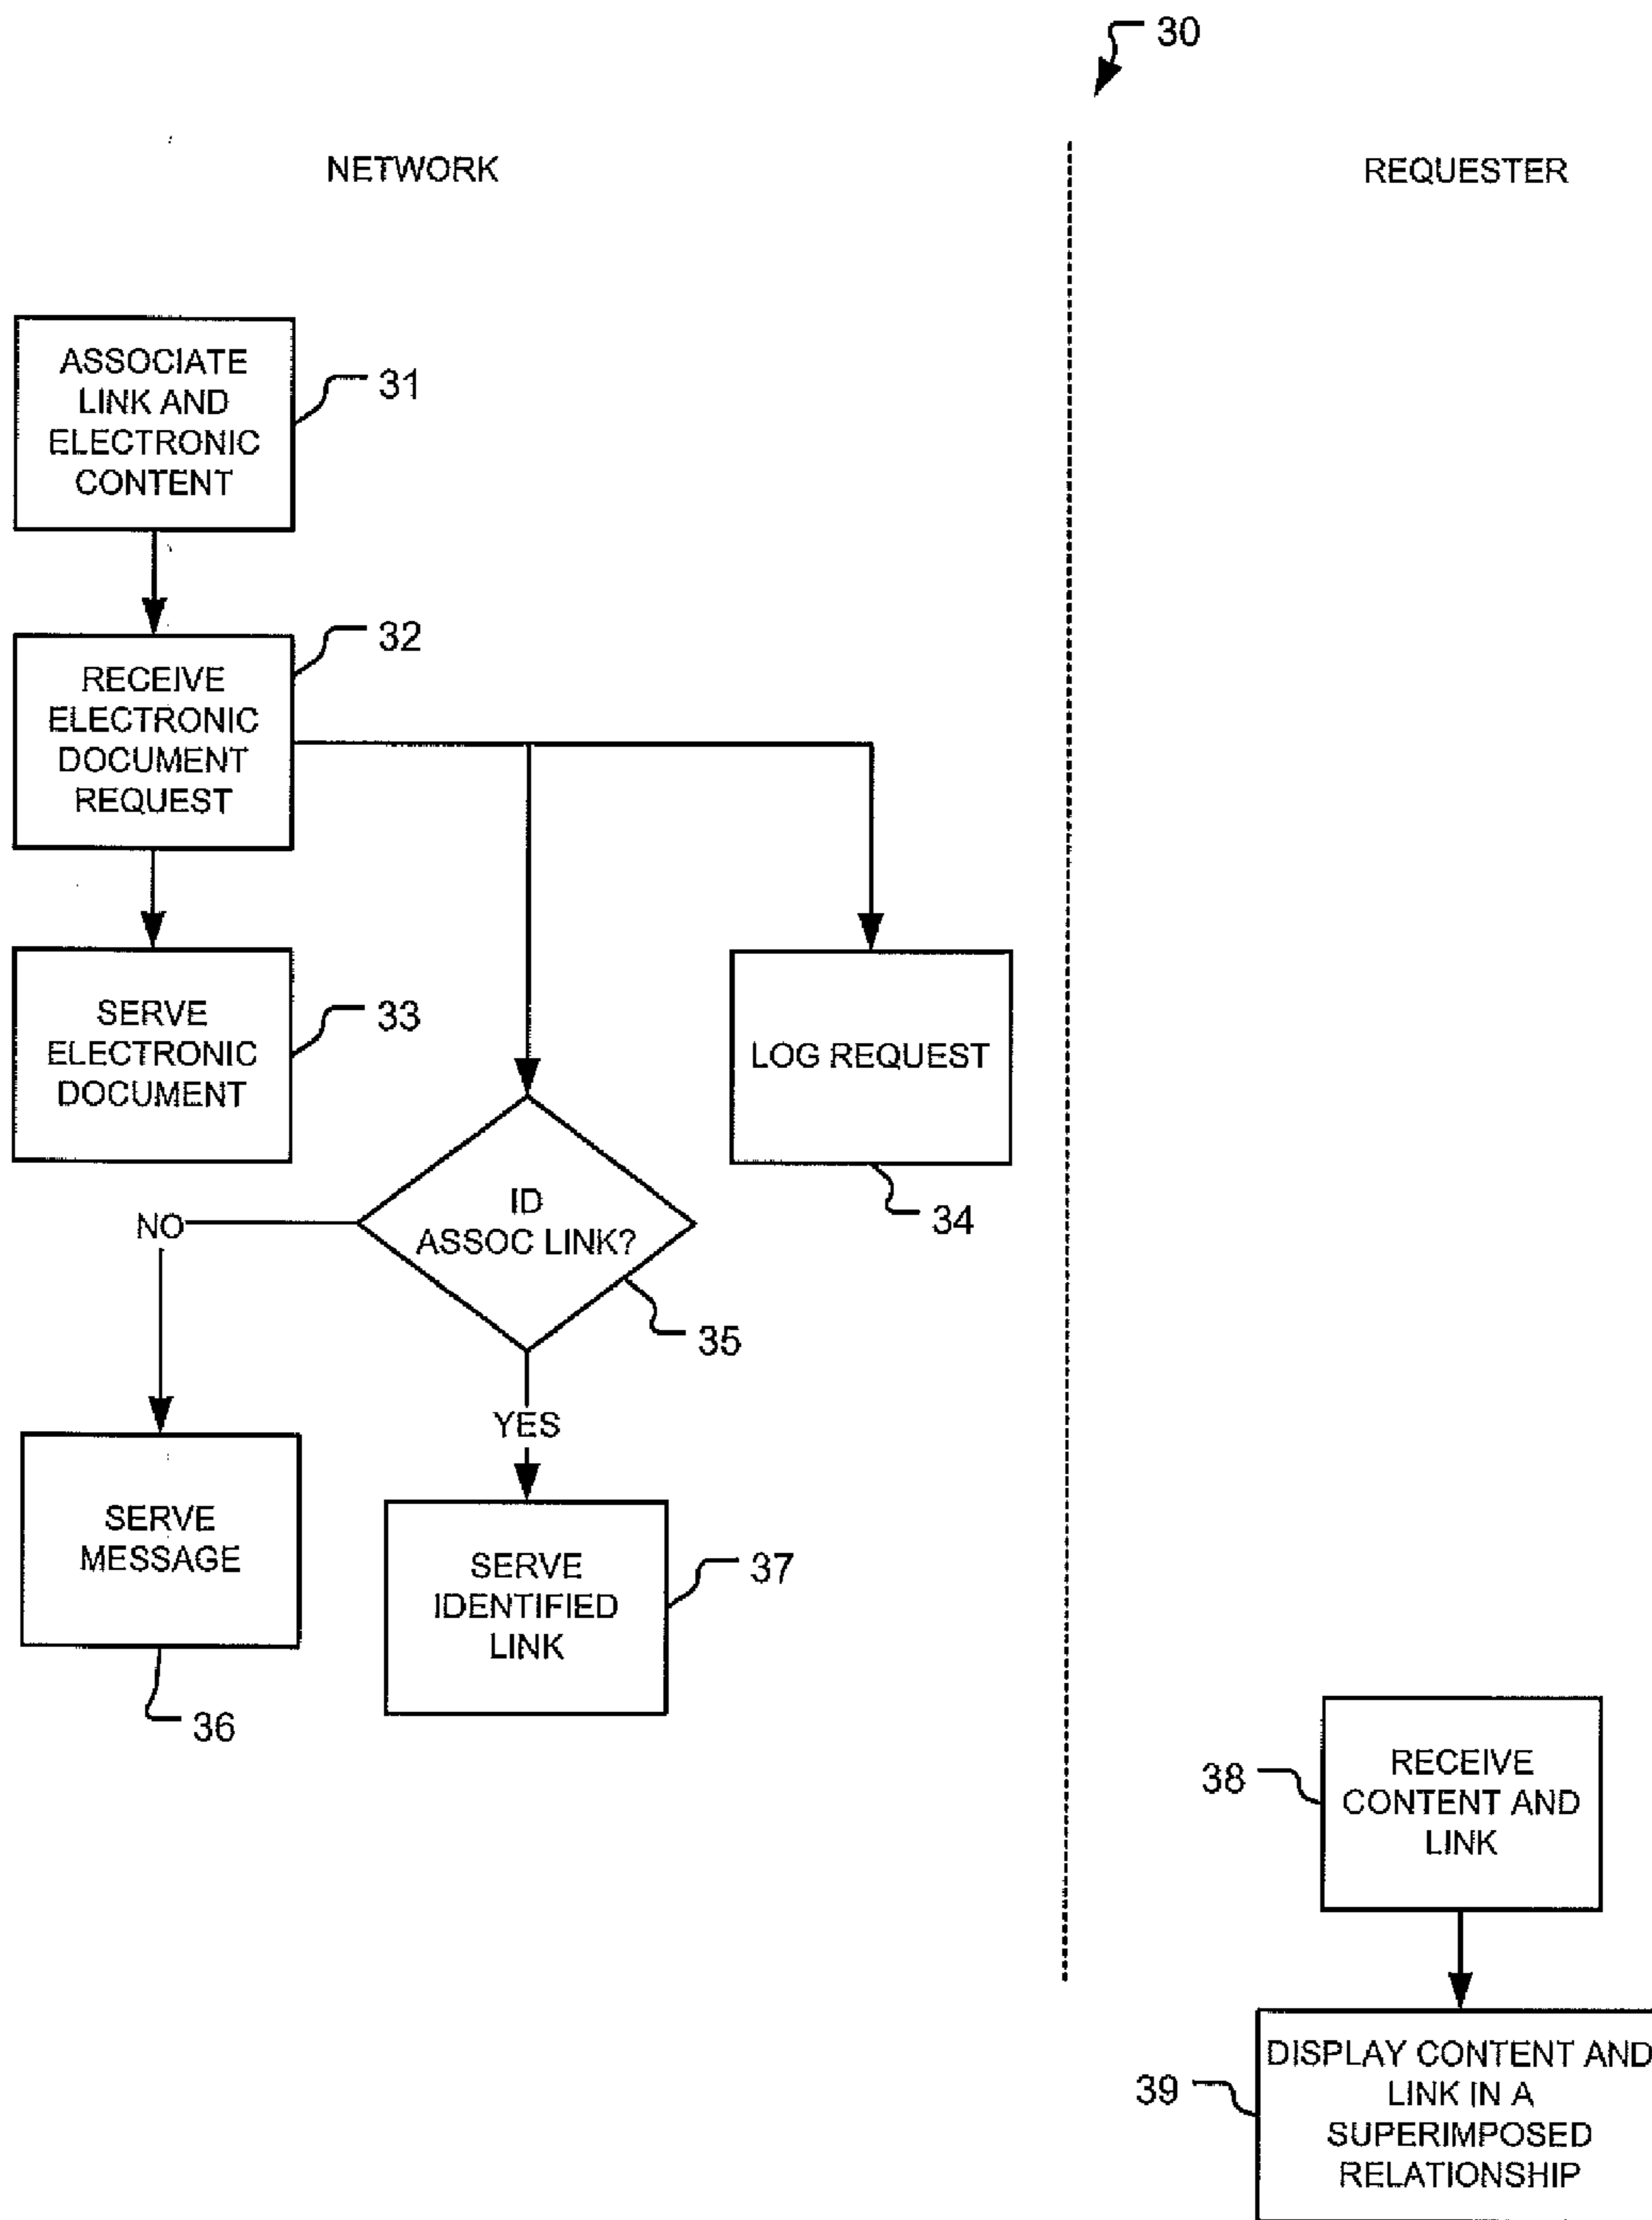 30
NETWORK
REQUESTER
ASSOCIATE
LINK AND
ELECTRONIC
CONTENT
31
RECEIVE
ELECTRONIC
DOCUMENT
REQUEST
32
SERVE
ELECTRONIC
DOCUMENT
33
LOG REQUEST
34
ID
ASSOC LINK?
35
NO
YES
SERVE
MESSAGE
36
SERVE
IDENTIFIED
LINK
37
RECEIVE
CONTENT AND
LINK
38
DISPLAY CONTENT AND
LINK IN A
SUPERIMPOSED
RELATIONSHIP
39